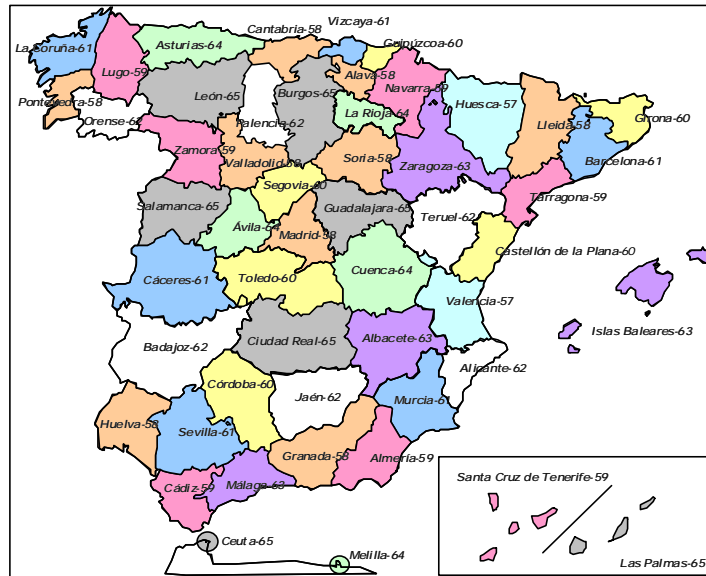 Cantabria-58
Vizcaya-61
La Coruña-61
Asturias-64
Guipúzcoa-60
Lugo-59
Alava-58
Navarra-59
Pontevedra-58
León-65
Burgos-65
Huesca-57
Lleida-58
Girona-60
Orense-62
Palencia-62
La Rioja-64
Zamora-59
Valladolid-58
Soria-58
Zaragoza-63
Barcelona-61
Segovia-60
Tarragona-59
Salamanca-65
Guadalajara-65
Ávila-64
Madrid-58
Teruel-62
Castellón de la Plana-60
Cáceres-61
Toledo-60
Cuenca-64
Valencia-57
Islas Baleares-63
Ciudad Real-65
Albacete-63
Badajoz-62
Alicante-62
Córdoba-60
Jaén-62
Murcia-61
Huelva-58
Sevilla-61
Granada-58
Almería-59
Cádiz-59
Málaga-63
Santa Cruz de Tenerife-59
Ceuta-65
Melilla-64
Las Palmas-65